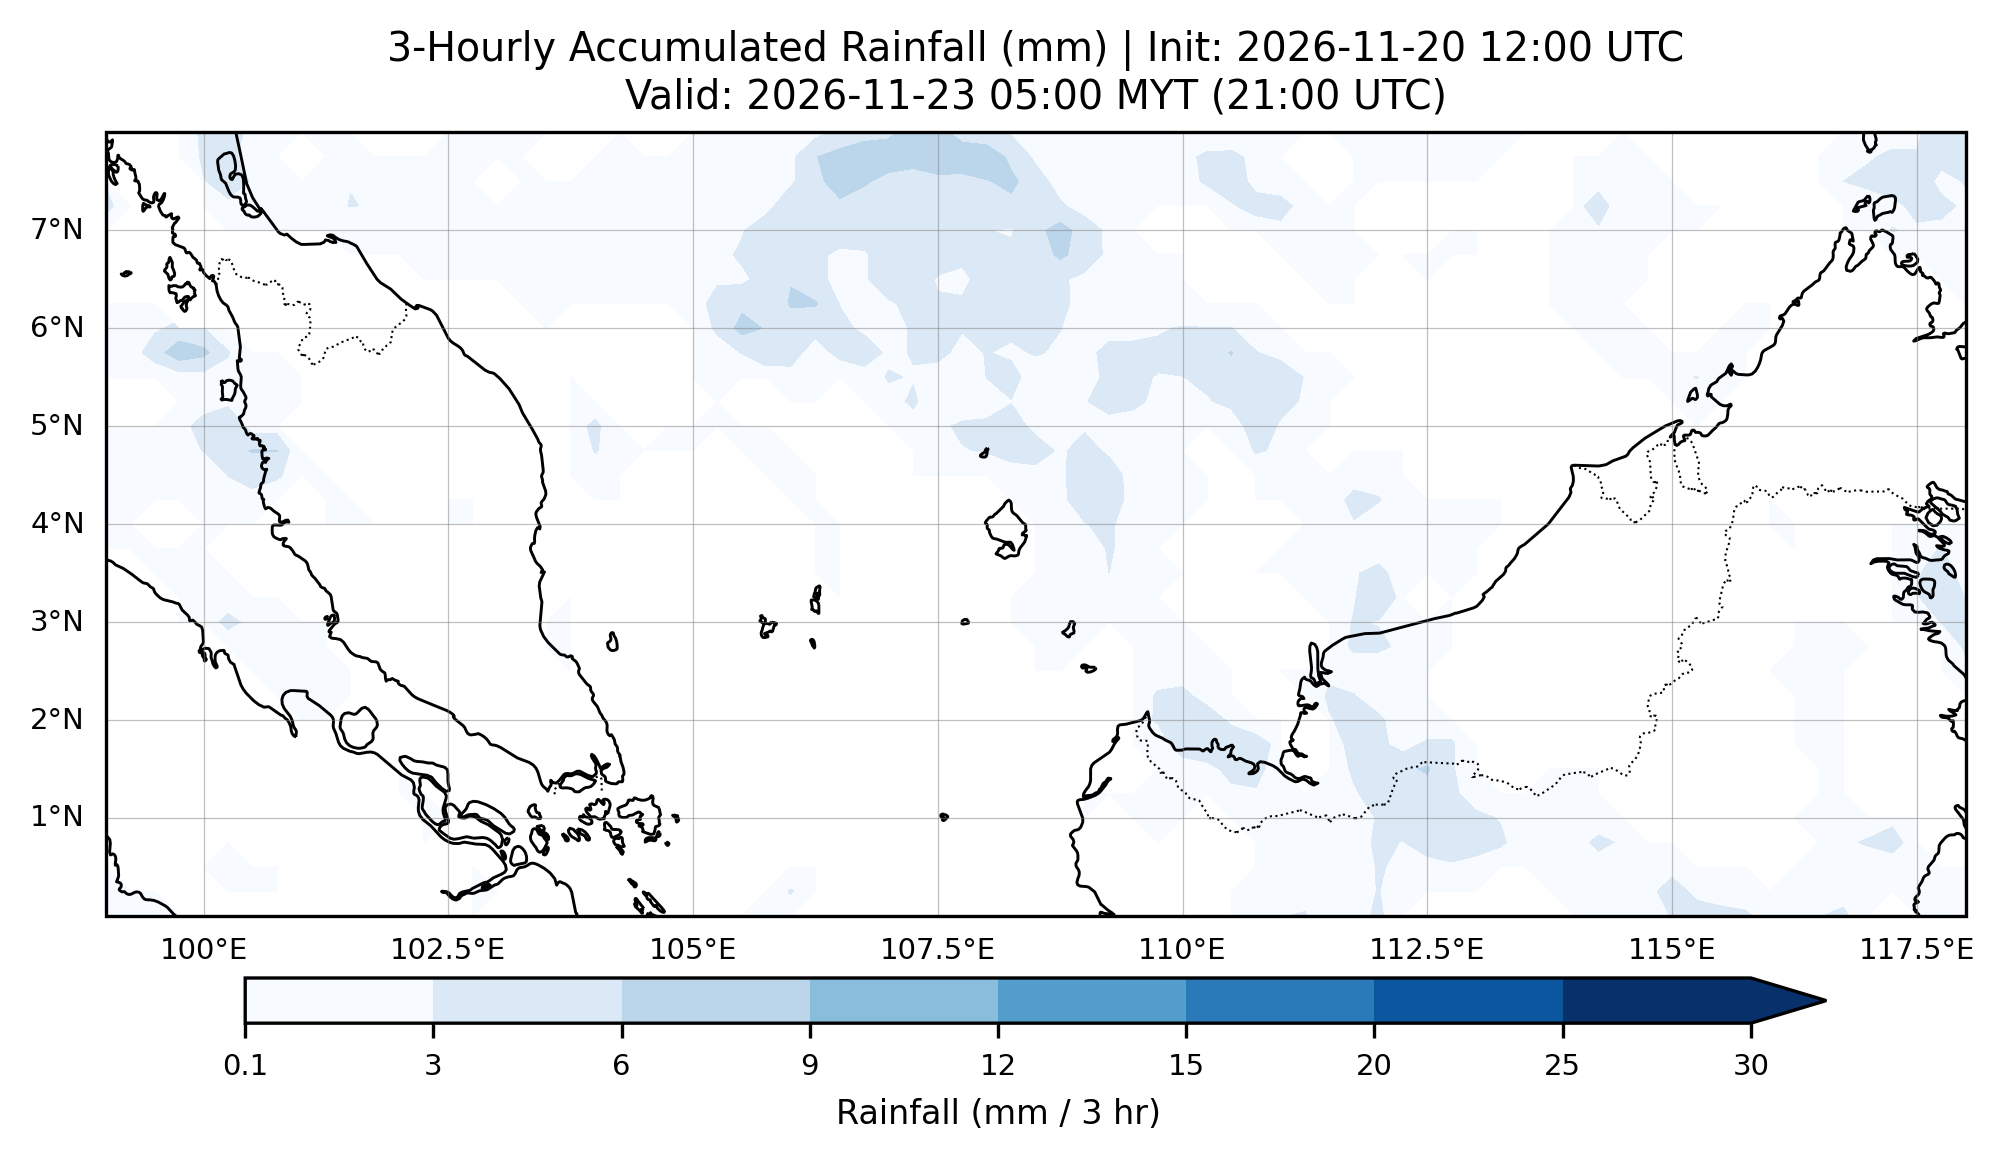 3-Hourly Accumulated Rainfall (mm) | Init: 2026-11-20 12:00 UTC
Valid: 2026-11-23 05:00 MYT (21:00 UTC)
7°N
6°N
5°N
4°N
3°N
2°N
1°N
100°E 102.5°E 105°E 107.5°E 110°E 112.5°E 115°E 117.5°E
0.1 3 6 9 12 15 20 25 30
Rainfall (mm / 3 hr)